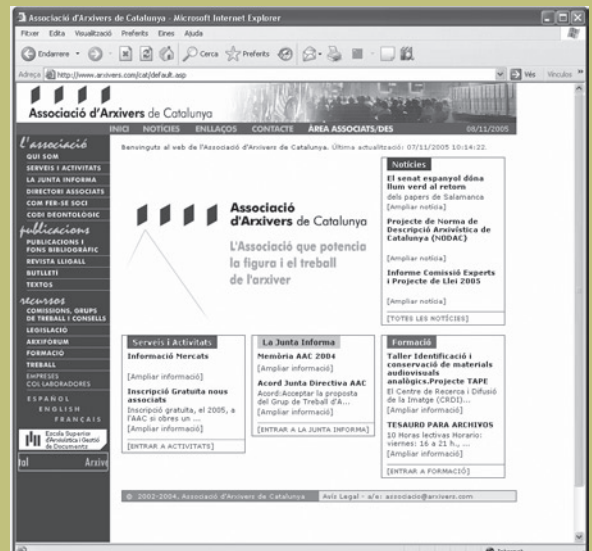 Associació d'Arxivers de Catalunya - Microsoft Internet Explorer
Fitxer Edita Visualització Preferits Eines Ajuda
Endarrere Cerca Preferits
Adreça http://www.arxivers.com/cat/default.asp Vés Vínculos
Associació d'Arxivers de Catalunya
INICI NOTÍCIES ENLLAÇOS CONTACTE ÀREA ASSOCIATS/DES 08/11/2005
l'associació
QUI SOM
SERVEIS I ACTIVITATS
LA JUNTA INFORMA
DIRECTORI ASSOCIATS
COM FER-SE SOCI
CODI DEONTOLOGIC
publicacions
PUBLICACIONS I
FONS BIBLIOGRÀFIC
REVISTA LLIGALL
BUTLLETÍ
TEXTOS
recursos
COMISSIONS, GRUPS
DE TREBALL I CONSELLS
LEGISLACIÓ
ARXIFORUM
FORMACIÓ
TREBALL
EMPRESES
COL·LABORADORES
ESPAÑOL
ENGLISH
FRANÇAIS
Escola Superior
d'Arxivística i Gestió
de Documents
tal Arxive
Benvinguts al web de l'Associació d'Arxivers de Catalunya. Última actualització: 07/11/2005 10:14:22.
Associació
d'Arxivers de Catalunya
L'Associació que potencia
la figura i el treball
de l'arxiver
Notícies
El senat espanyol dóna
llum verd al retorn
dels papers de Salamanca
[Ampliar notícia]
Projecte de Norma de
Descripció Arxivística de
Catalunya (NODAC)
[Ampliar notícia]
Informe Comissió Experts
i Projecte de Llei 2005
[Ampliar notícia]
[TOTES LES NOTÍCIES]
Serveis i Activitats
Informació Mercats
[Ampliar informació]
Inscripció Gratuïta nous
associats
Inscripció gratuïta, el 2005, a
l'AAC si obres un ...
[Ampliar informació]
[ENTRAR A ACTIVITATS]
La Junta Informa
Memòria AAC 2004
[Ampliar informació]
Acord Junta Directiva AAC
Acord:Acceptar la proposta
del Grup de Treball d'A...
[Ampliar informació]
[ENTRAR A LA JUNTA INFORMA]
Formació
Taller Identificació i
conservació de materials
audiovisuals
analògics.Projecte TAPE
El Centre de Recerca i Difusió
de la Imatge (CRDI)...
[Ampliar informació]
TESAURO PARA ARCHIVOS
10 Horas lectivas Horario:
viernes: 16 a 21 h., ...
[Ampliar informació]
[ENTRAR A FORMACIÓ]
© 2002-2004, Associació d'Arxivers de Catalunya Avís Legal - a/e: associacio@arxivers.com